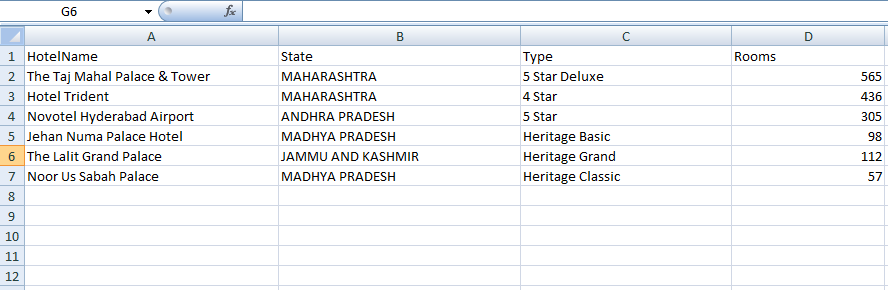 G6 fx
A B C D
1 HotelName State Type Rooms
2 The Taj Mahal Palace & Tower MAHARASHTRA 5 Star Deluxe 565
3 Hotel Trident MAHARASHTRA 4 Star 436
4 Novotel Hyderabad Airport ANDHRA PRADESH 5 Star 305
5 Jehan Numa Palace Hotel MADHYA PRADESH Heritage Basic 98
6 The Lalit Grand Palace JAMMU AND KASHMIR Heritage Grand 112
7 Noor Us Sabah Palace MADHYA PRADESH Heritage Classic 57
8
9
10
11
12